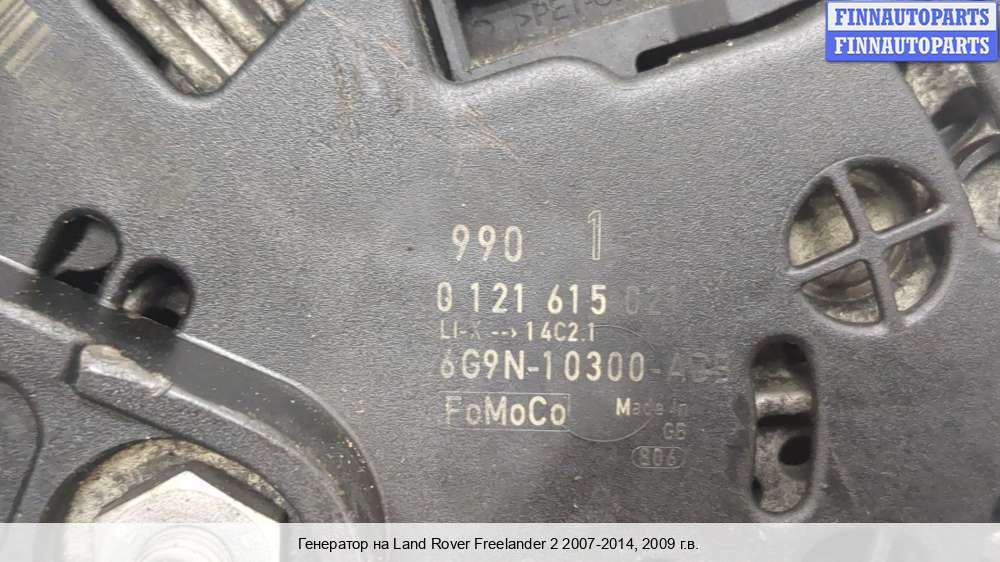 FINNAUTOPARTS
FINNAUTOPARTS
990 1
0 121 615
LI-X --> 14C2.1
6G9N-10300-
FoMoCo Made in
GB
806
Генератор на Land Rover Freelander 2 2007-2014, 2009 г.в.